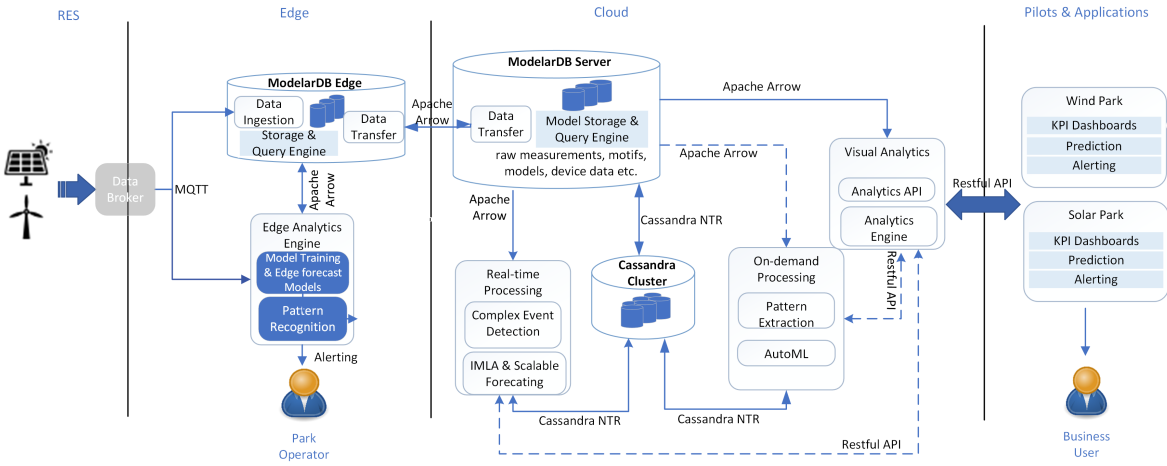 RES
Edge
Cloud
Pilots & Applications
ModelarDB Edge
Data
Ingestion
Storage &
Query Engine
Data
Transfer
Apache
Arrow
ModelarDB Server
Data
Transfer
Model Storage &
Query Engine
raw measurements, motifs,
models, device data etc.
Apache Arrow
Apache Arrow
Visual Analytics
Analytics API
Analytics
Engine
Restful API
Wind Park
KPI Dashboards
Prediction
Alerting
Solar Park
KPI Dashboards
Prediction
Alerting
Data
Broker
MQTT
Apache
Arrow
Edge Analytics
Engine
Model Training
& Edge forecast
Models
Pattern
Recognition
Alerting
Park
Operator
Apache
Arrow
Cassandra NTR
Real-time
Processing
Complex Event
Detection
IMLA & Scalable
Forecating
Cassandra
Cluster
On-demand
Processing
Pattern
Extraction
AutoML
Restful API
Cassandra NTR
Cassandra NTR
Restful API
Business
User